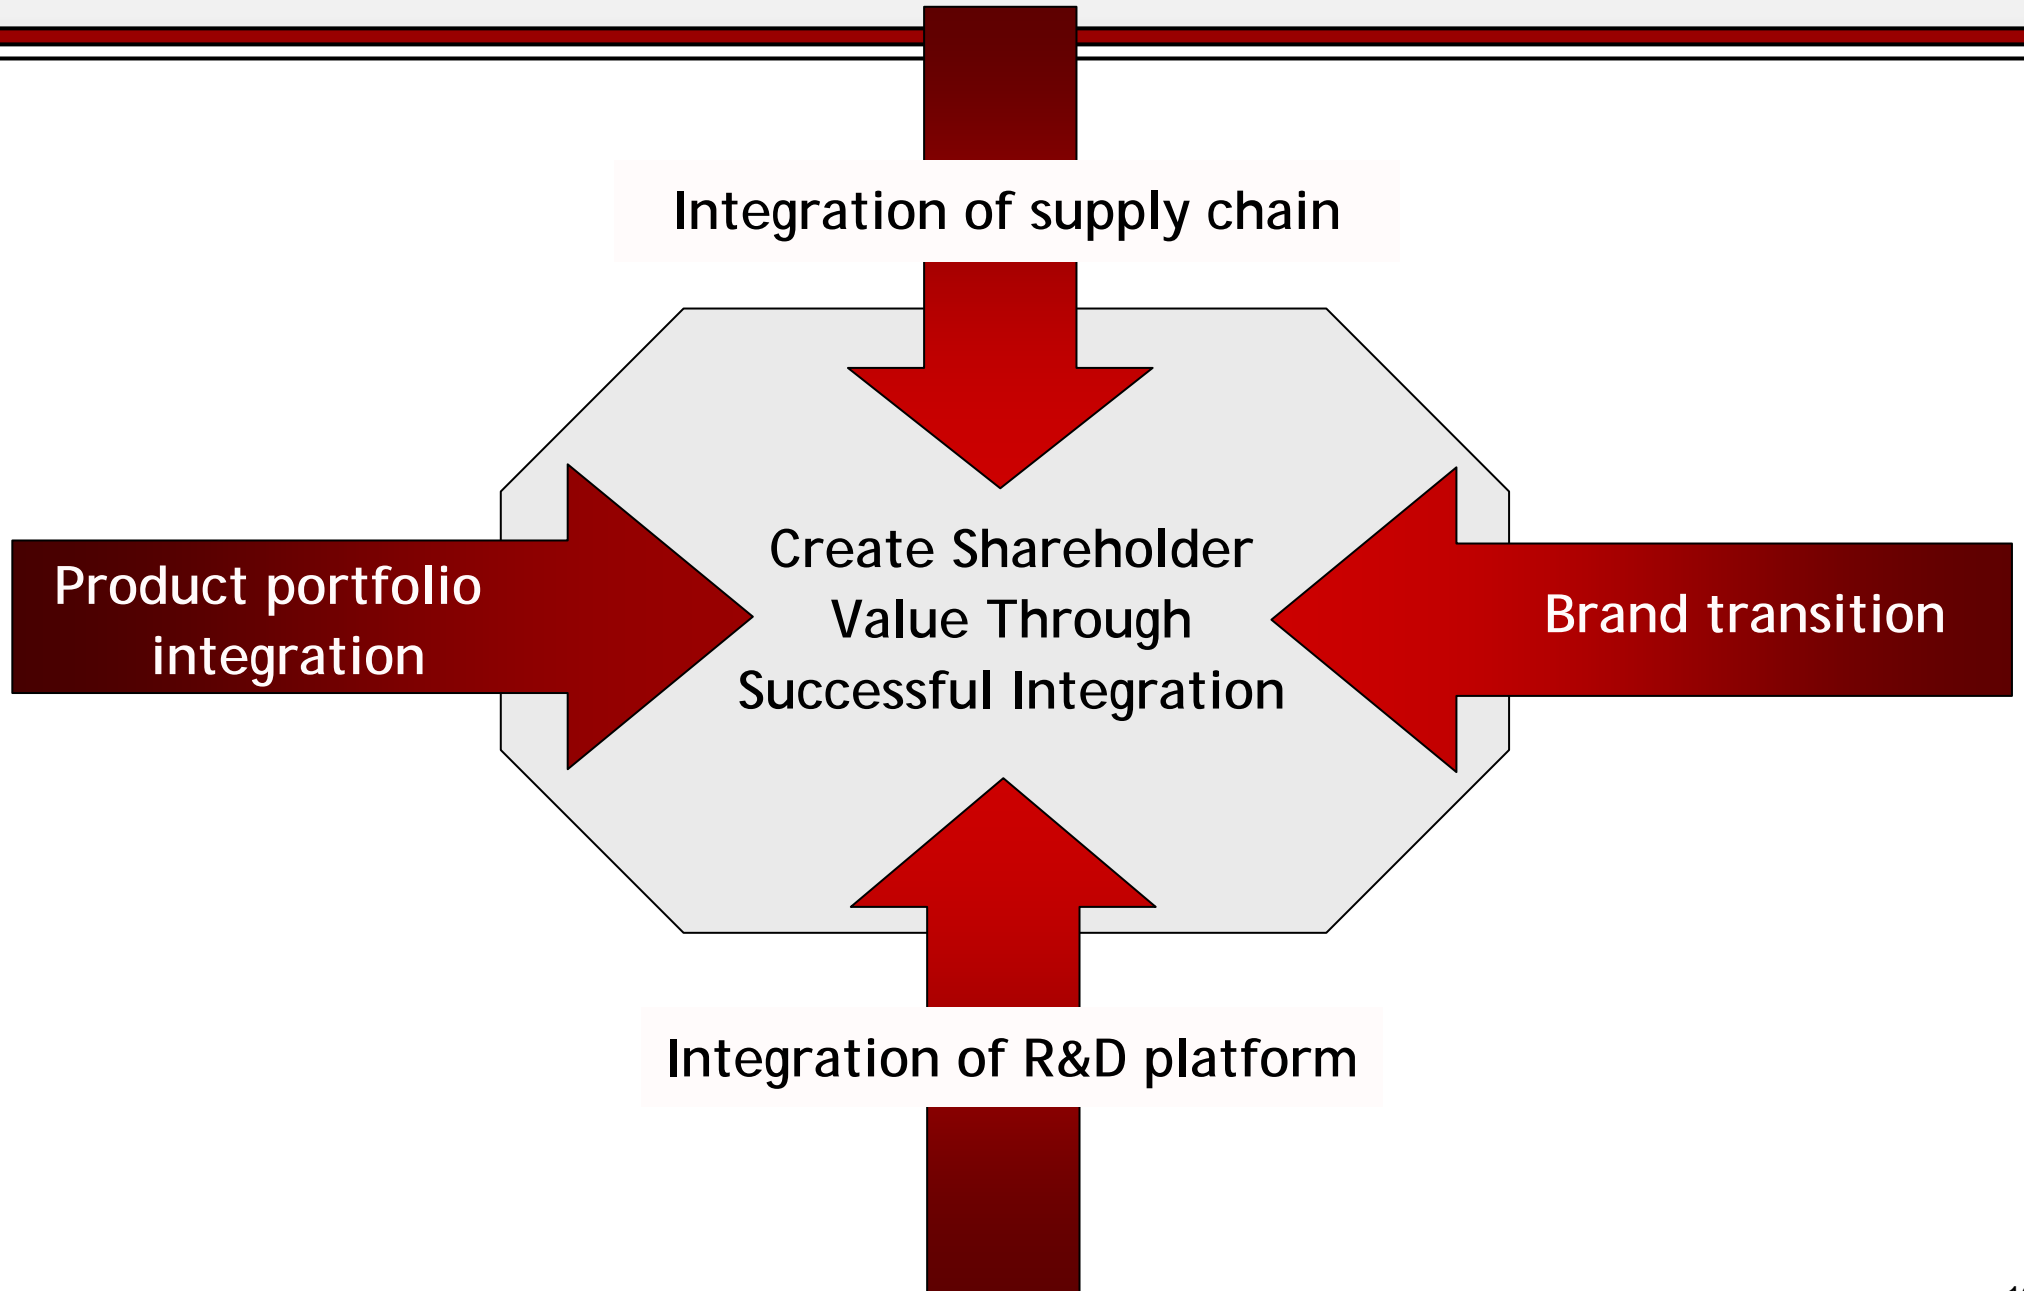 Integration of supply chain
Create Shareholder
Value Through
Successful Integration
Product portfolio
integration
Brand transition
Integration of R&D platform